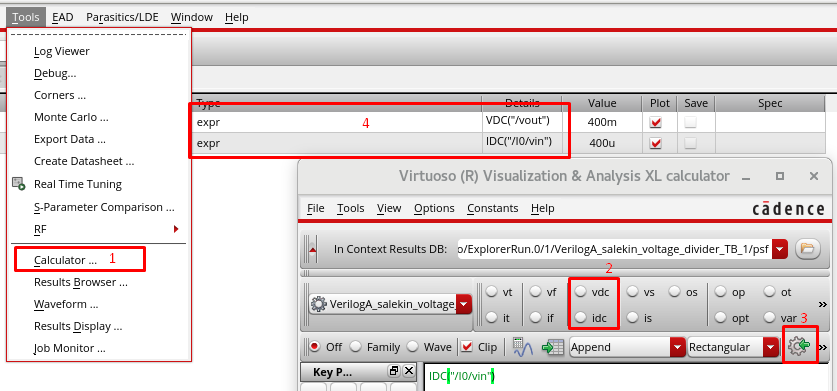 Tools EAD Parasitics/LDE Window Help
Log Viewer
Debug...
Corners ...
Monte Carlo ...
Export Data ...
Create Datasheet ...
Real Time Tuning
S-Parameter Comparison ...
RF
Calculator ... 1
Results Browser ...
Waveform ...
Results Display ...
Job Monitor ...
Type Details Value Plot Save Spec
expr 4 VDC("/vout") 400m
expr IDC("/I0/vin") 400u
Virtuoso (R) Visualization & Analysis XL calculator
File Tools View Options Constants Help cādence
In Context Results DB: o/ExplorerRun.0/1/VerilogA_salekin_voltage_divider_TB_1/psf
2
VerilogA_salekin_voltage_
vt vf vdc vs os op ot
it if idc is opt var 3
Off Family Wave Clip Append Rectangular
Key P...
IDC("/I0/vin")